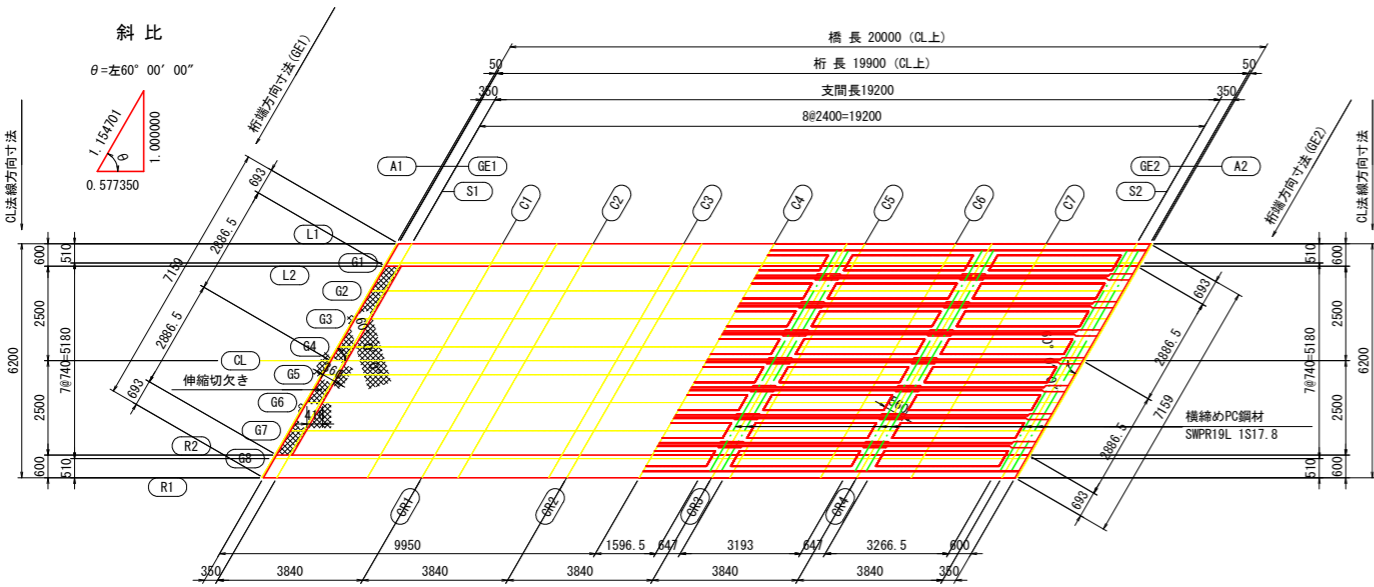 斜 比
θ=左60° 00′ 00″
1.154701
1.000000
θ
0.577350
桁端方向寸法(GE1)
橋 長 20000 (CL上)
50
桁 長 19900 (CL上)
50
350
支間長19200
350
8@2400=19200
A1
GE1
S1
GE2
A2
S2
C1
C2
C3
C4
C5
C6
C7
桁端方向寸法(GE2)
CL法線方向寸法
CL法線方向寸法
693
2886.5
7159
2886.5
693
L1
L2
G1
G2
G3
G4
CL
G5
伸縮切欠き
G6
G7
R2
G8
R1
600
510
2500
6200
7@740=5180
2500
600
510
693
2886.5
7159
2886.5
693
510
600
2500
7@740=5180
6200
2500
510
600
横締めPC鋼材
SWPR19L 1S17.8
CR1
CR2
CR3
CR4
9950
1596.5
647
3193
647
3266.5
600
350
3840
3840
3840
3840
3840
350